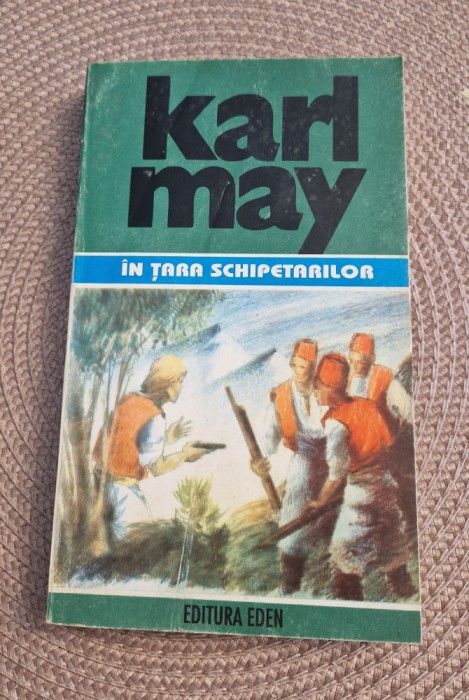 karl
may
ÎN ȚARA SCHIPETARILOR
EDITURA EDEN